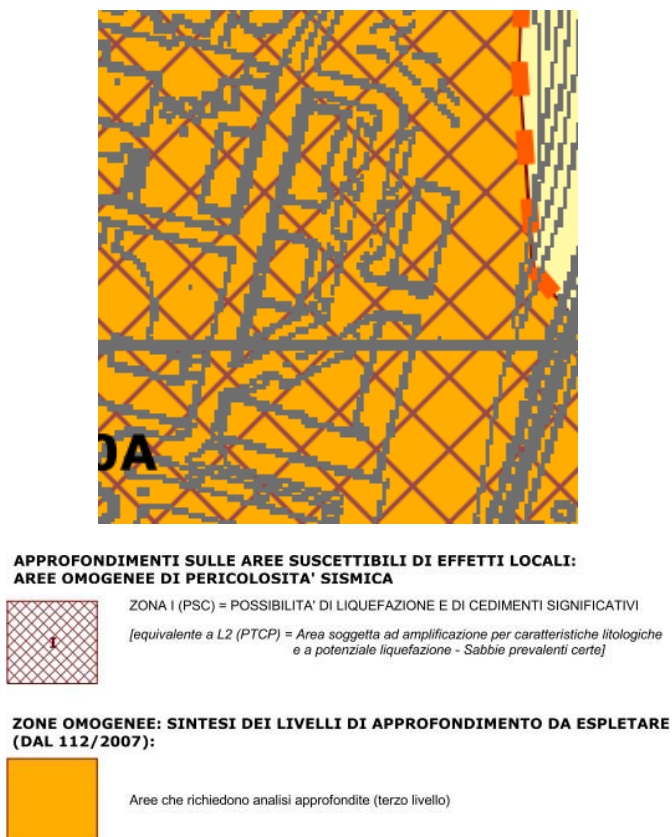 0A
APPROFONDIMENTI SULLE AREE SUSCETTIBILI DI EFFETTI LOCALI:
AREE OMOGENEE DI PERICOLOSITA' SISMICA
I
ZONA I (PSC) = POSSIBILITA' DI LIQUEFAZIONE E DI CEDIMENTI SIGNIFICATIVI
[equivalente a L2 (PTCP) = Area soggetta ad amplificazione per caratteristiche litologiche
e a potenziale liquefazione - Sabbie prevalenti certe]
ZONE OMOGENEE: SINTESI DEI LIVELLI DI APPROFONDIMENTO DA ESPLETARE
(DAL 112/2007):
Aree che richiedono analisi approfondite (terzo livello)